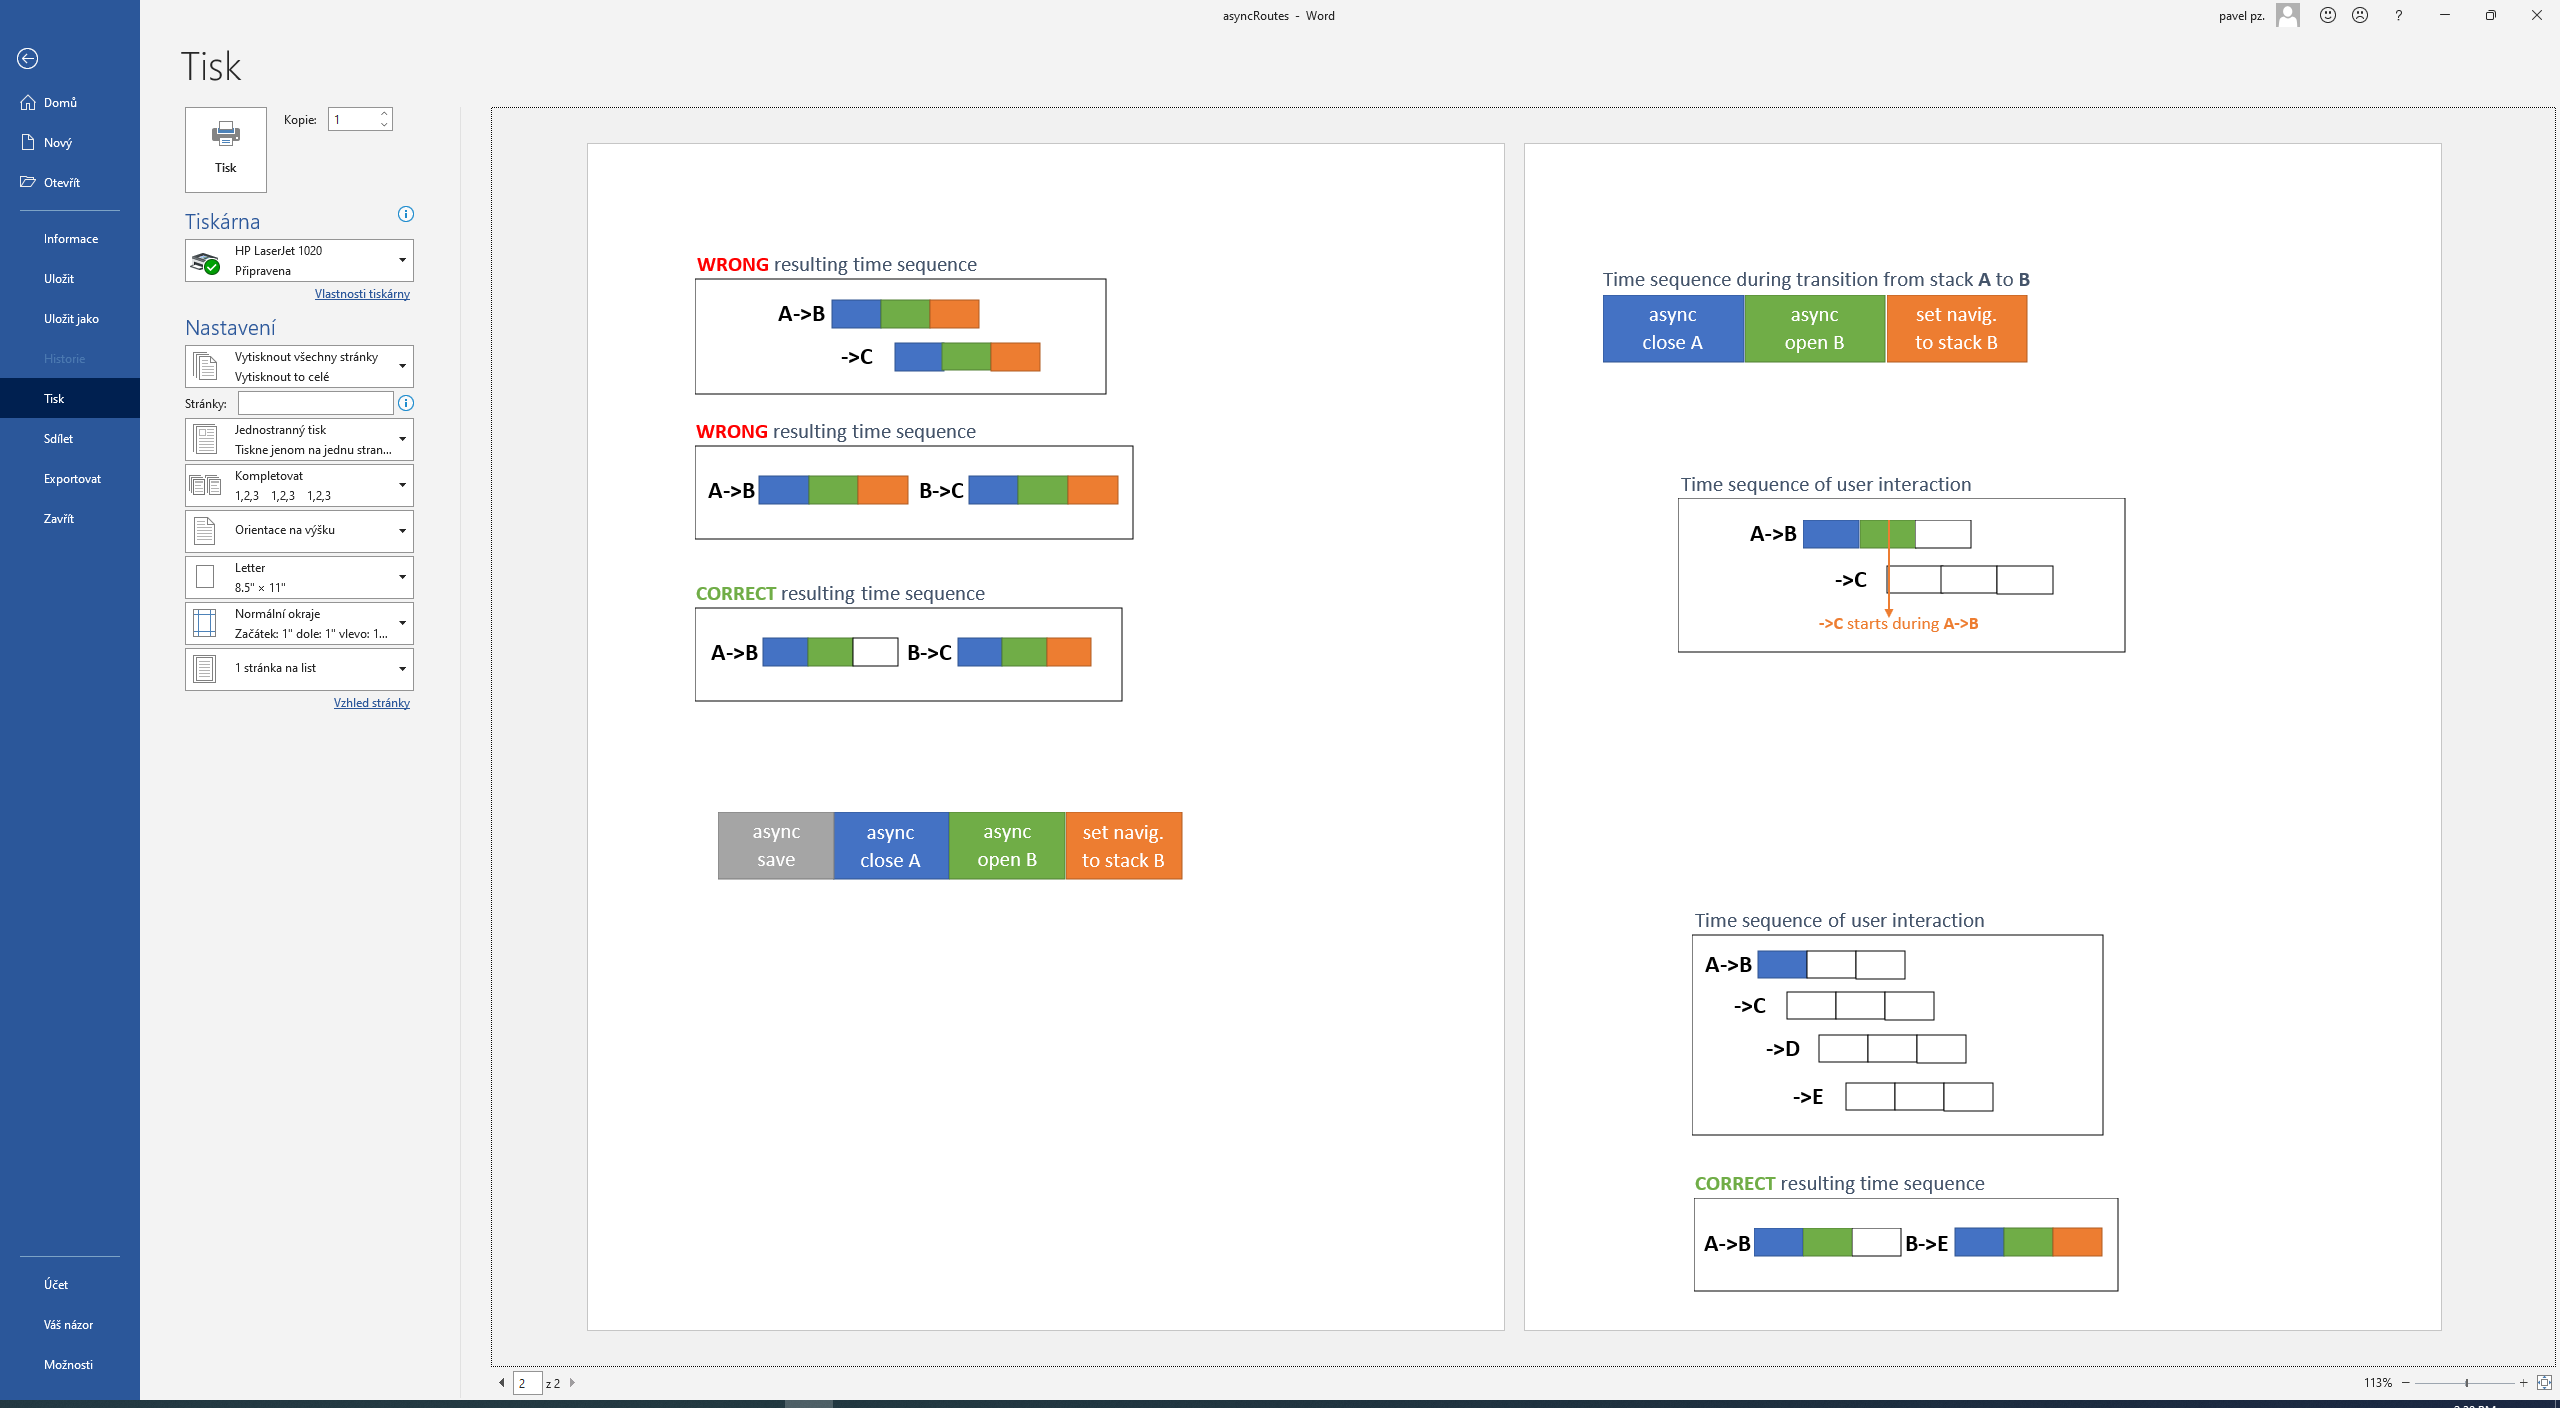 asyncRoutes - Word
pavel pz.
?
Tisk
Domů
Nový
Otevřít
Informace
Uložit
Uložit jako
Historie
Tisk
Sdílet
Exportovat
Zavřít
Účet
Váš názor
Možnosti
Tisk
Kopie: 1
Tiskárna
HP LaserJet 1020
Připravena
Vlastnosti tiskárny
Nastavení
Vytisknout všechny stránky
Vytisknout to celé
Stránky:
Jednostranný tisk
Tiskne jenom na jednu stran...
Kompletovat
1,2,3 1,2,3 1,2,3
Orientace na výšku
Letter
8.5" × 11"
Normální okraje
Začátek: 1" dole: 1" vlevo: 1...
1 stránka na list
Vzhled stránky
WRONG resulting time sequence
A->B
->C
WRONG resulting time sequence
A->B B->C
CORRECT resulting time sequence
A->B B->C
async
save
async
close A
async
open B
set navig.
to stack B
Time sequence during transition from stack A to B
async
close A
async
open B
set navig.
to stack B
Time sequence of user interaction
A->B
->C
->C starts during A->B
Time sequence of user interaction
A->B
->C
->D
->E
CORRECT resulting time sequence
A->B B->E
2 z 2
113%